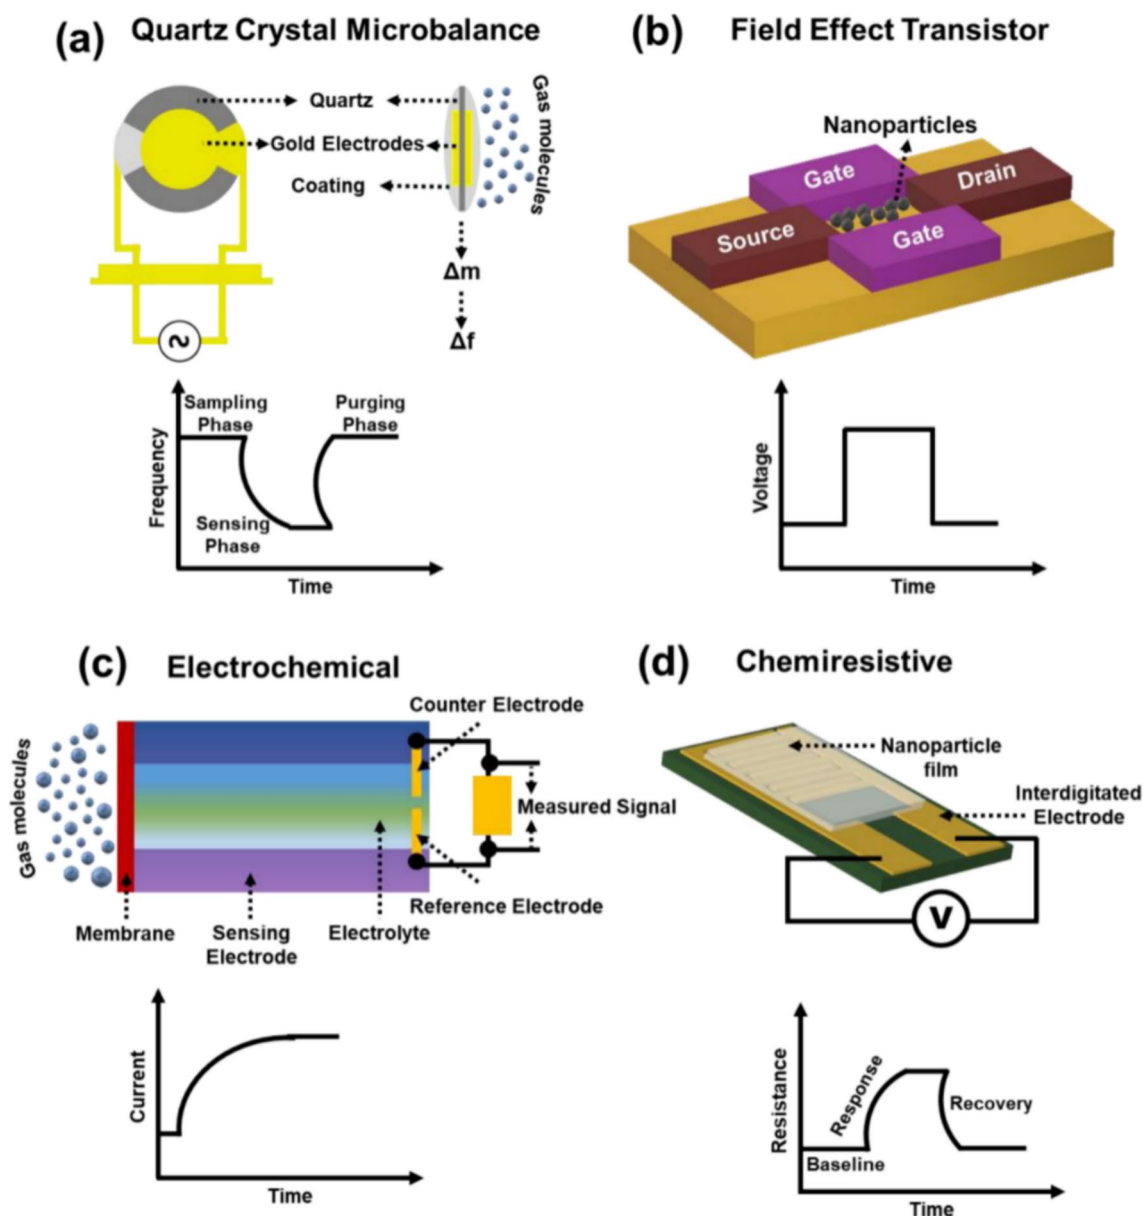 (a) Quartz Crystal Microbalance
Quartz
Gold Electrodes
Coating
Gas molecules
Δm
Δf
~
Sampling
Phase
Purging
Phase
Sensing
Phase
Frequency
Time
(b) Field Effect Transistor
Nanoparticles
Gate
Drain
Source
Gate
Voltage
Time
(c) Electrochemical
Counter Electrode
Gas molecules
Measured Signal
Reference Electrode
Membrane
Sensing
Electrode
Electrolyte
Current
Time
(d) Chemiresistive
Nanoparticle
film
Interdigitated
Electrode
V
Resistance
Response
Recovery
Baseline
Time